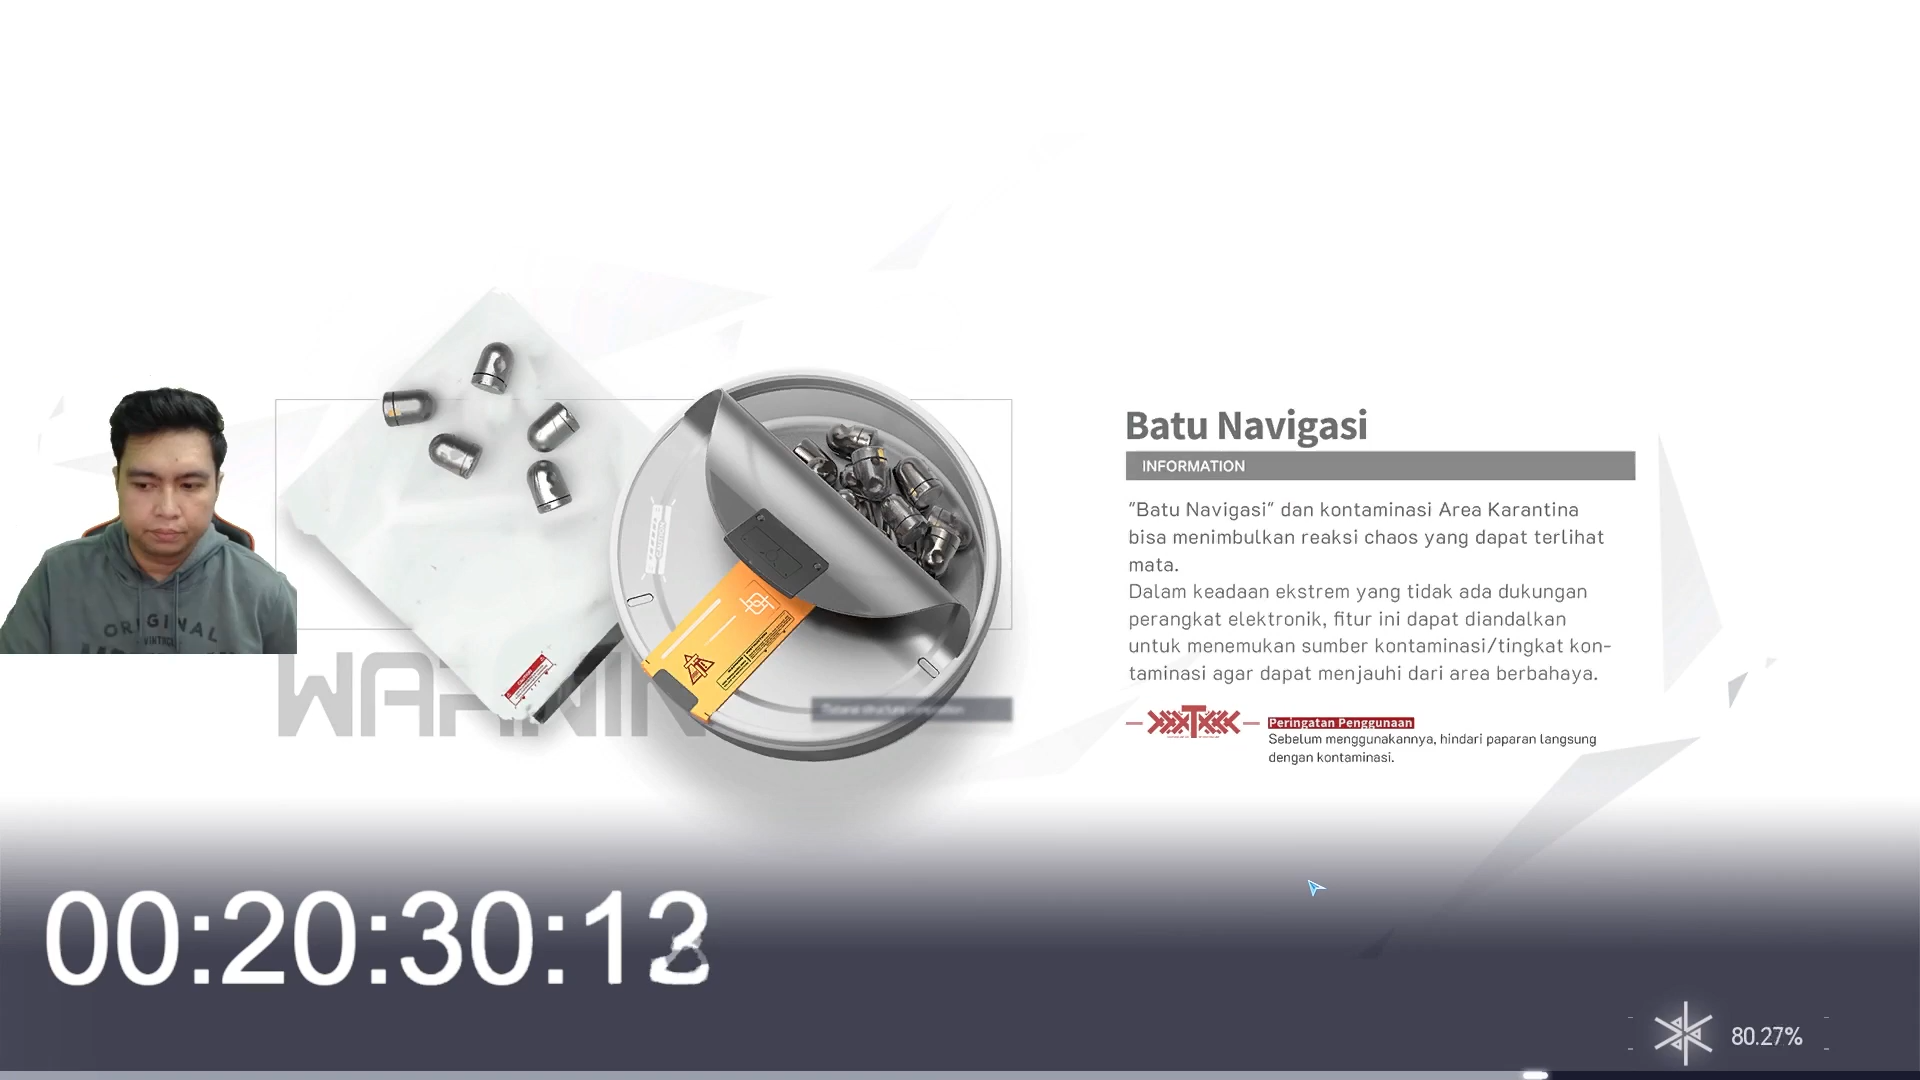 Batu Navigasi
INFORMATION
"Batu Navigasi" dan kontaminasi Area Karantina
bisa menimbulkan reaksi chaos yang dapat terlihat
mata.
Dalam keadaan ekstrem yang tidak ada dukungan
perangkat elektronik, fitur ini dapat diandalkan
untuk menemukan sumber kontaminasi/tingkat kon-
taminasi agar dapat menjauhi dari area berbahaya.
Peringatan Penggunaan
Sebelum menggunakannya, hindari paparan langsung
dengan kontaminasi.
ORIGINAL
00:20:30:1
80.27%